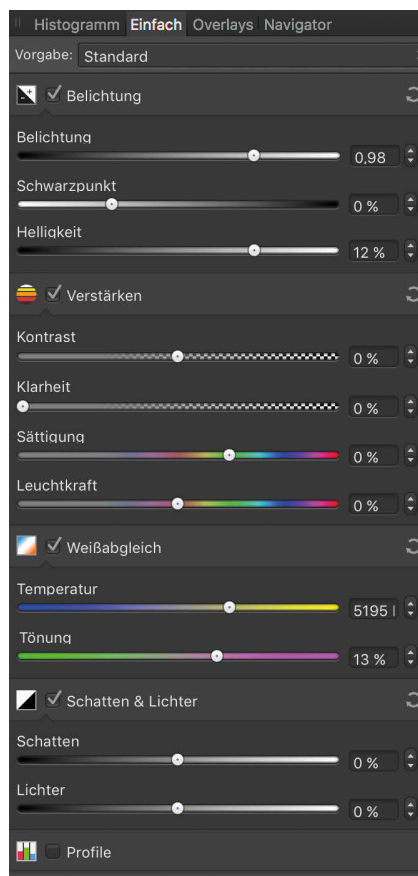 Histogramm Einfach Overlays Navigator
Vorgabe: Standard
Belichtung
Belichtung
0,98
Schwarzpunkt
0 %
Helligkeit
12 %
Verstärken
Kontrast
0 %
Klarheit
0 %
Sättigung
0 %
Leuchtkraft
0 %
Weißabgleich
Temperatur
5195
Tönung
13 %
Schatten & Lichter
Schatten
0 %
Lichter
0 %
Profile